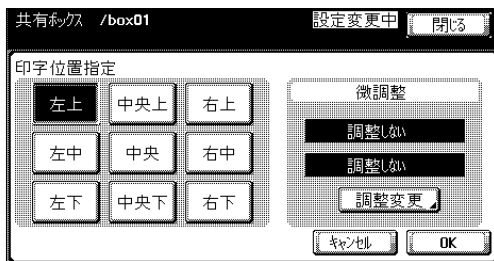 共有ﾎﾞｯｸｽ /box01 設定変更中 閉じる
印字位置指定
微調整
左上 中央上 右上
調整しない
左中 中央 右中
調整しない
左下 中央下 右下
調整変更
ｷｬﾝｾﾙ OK